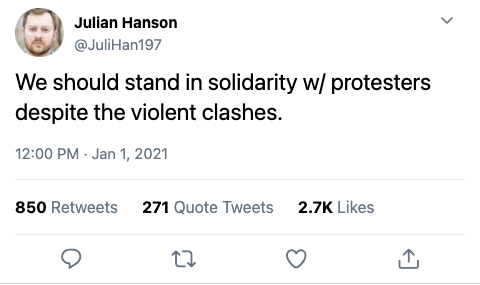 Julian Hanson
@JuliHan197
We should stand in solidarity w/ protesters
despite the violent clashes.
12:00 PM · Jan 1, 2021
850 Retweets 271 Quote Tweets 2.7K Likes